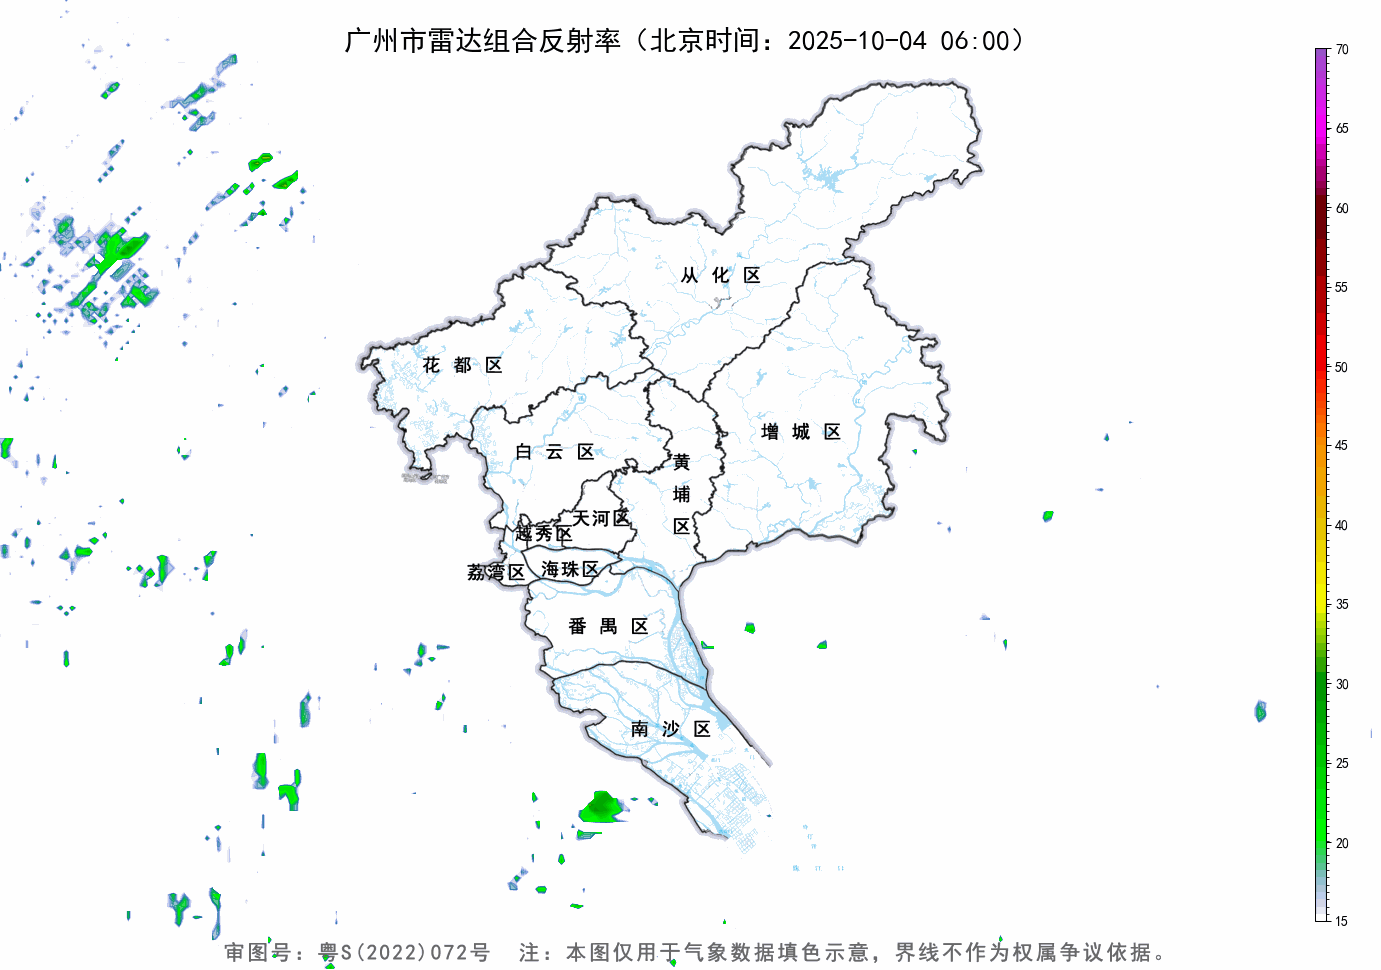 广州市雷达组合反射率（北京时间：2025-10-04 06:00）
70
65
60
55
50
45
40
35
30
25
20
15
从化区
花都区
增城区
白云区
黄埔区
天河区
越秀区
荔湾区
海珠区
番禺区
南沙区
审图号：粤S(2022)072号 注：本图仅用于气象数据填色示意，界线不作为权属争议依据。